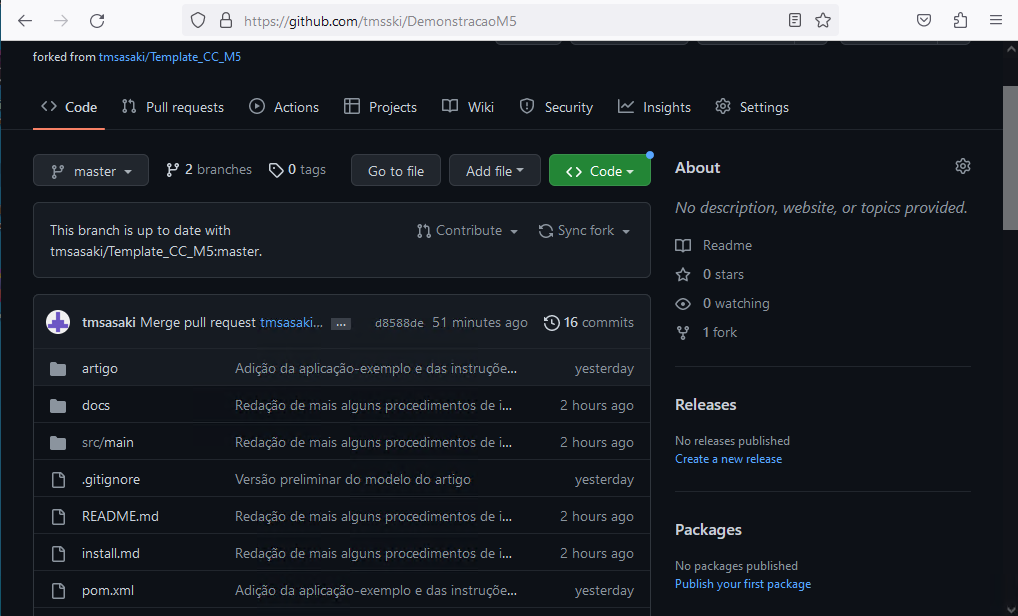 https://github.com/tmsski/DemonstracaoM5
forked from tmsasaki/Template_CC_M5
Code Pull requests Actions Projects Wiki Security Insights Settings
master 2 branches 0 tags Go to file Add file Code
This branch is up to date with
tmsasaki/Template_CC_M5:master.
Contribute Sync fork
tmsasaki Merge pull request tmsasaki... ... d8588de 51 minutes ago 16 commits
artigo Adição da aplicação-exemplo e das instruçõe... yesterday
docs Redação de mais alguns procedimentos de i... 2 hours ago
src/main Redação de mais alguns procedimentos de i... 2 hours ago
.gitignore Versão preliminar do modelo do artigo yesterday
README.md Redação de mais alguns procedimentos de i... 2 hours ago
install.md Redação de mais alguns procedimentos de i... 2 hours ago
pom.xml Adição da aplicação-exemplo e das instruçõe... yesterday
About
No description, website, or topics provided.
Readme
0 stars
0 watching
1 fork
Releases
No releases published
Create a new release
Packages
No packages published
Publish your first package